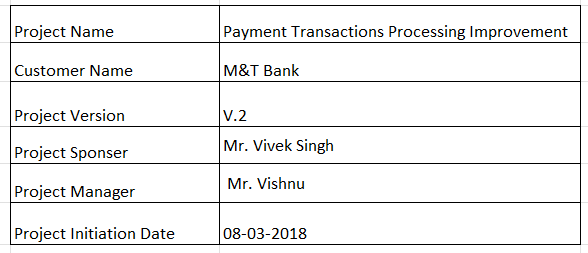 Project Name Payment Transactions Processing Improvement
Customer Name M&T Bank
Project Version V.2
Project Sponser Mr. Vivek Singh
Project Manager Mr. Vishnu
Project Initiation Date 08-03-2018